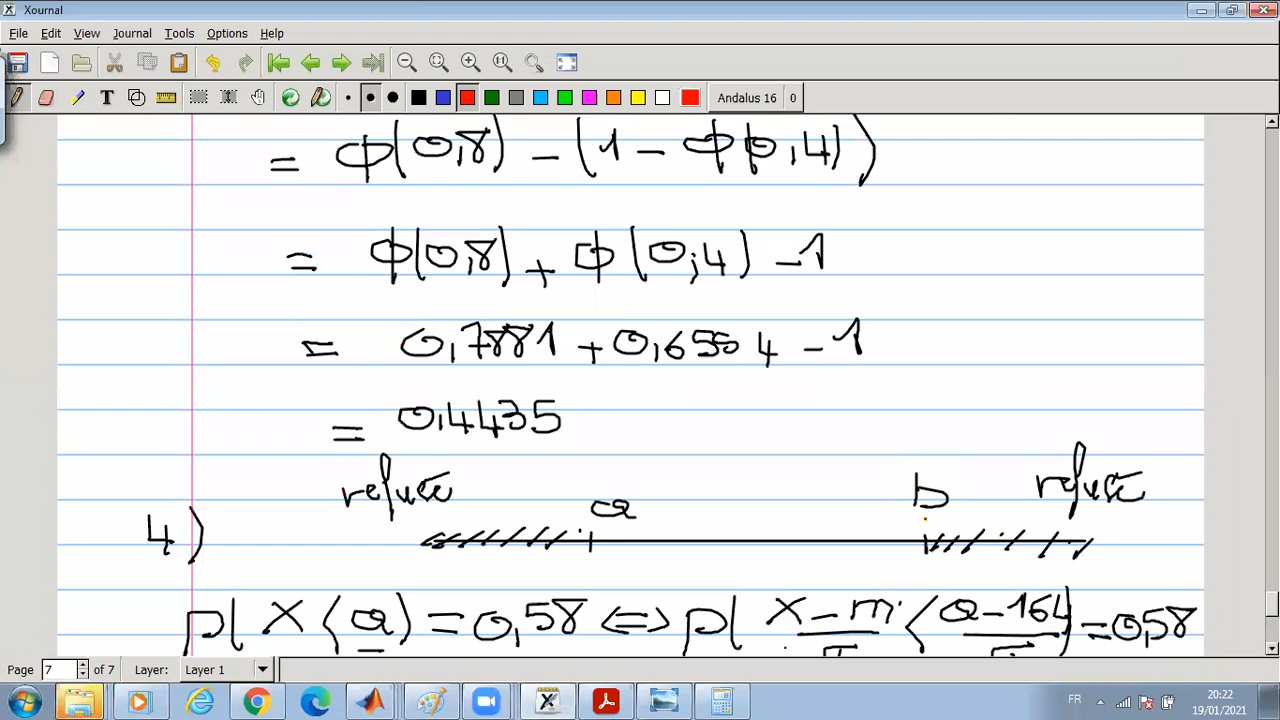 Xournal
File Edit View Journal Tools Options Help
Andalus 16 0
= ϕ(0,8) - (1 - ϕ(0,4))
= ϕ(0,8) + ϕ(0,4) - 1
= 0,7881 + 0,6554 - 1
= 0,4435
refusée a b refusée
4)
p(X < a) = 0,58 ⇔ p( X-m < a-164 ) = 0,58
Page 7 of 7 Layer: Layer 1
FR 20:22
19/01/2021